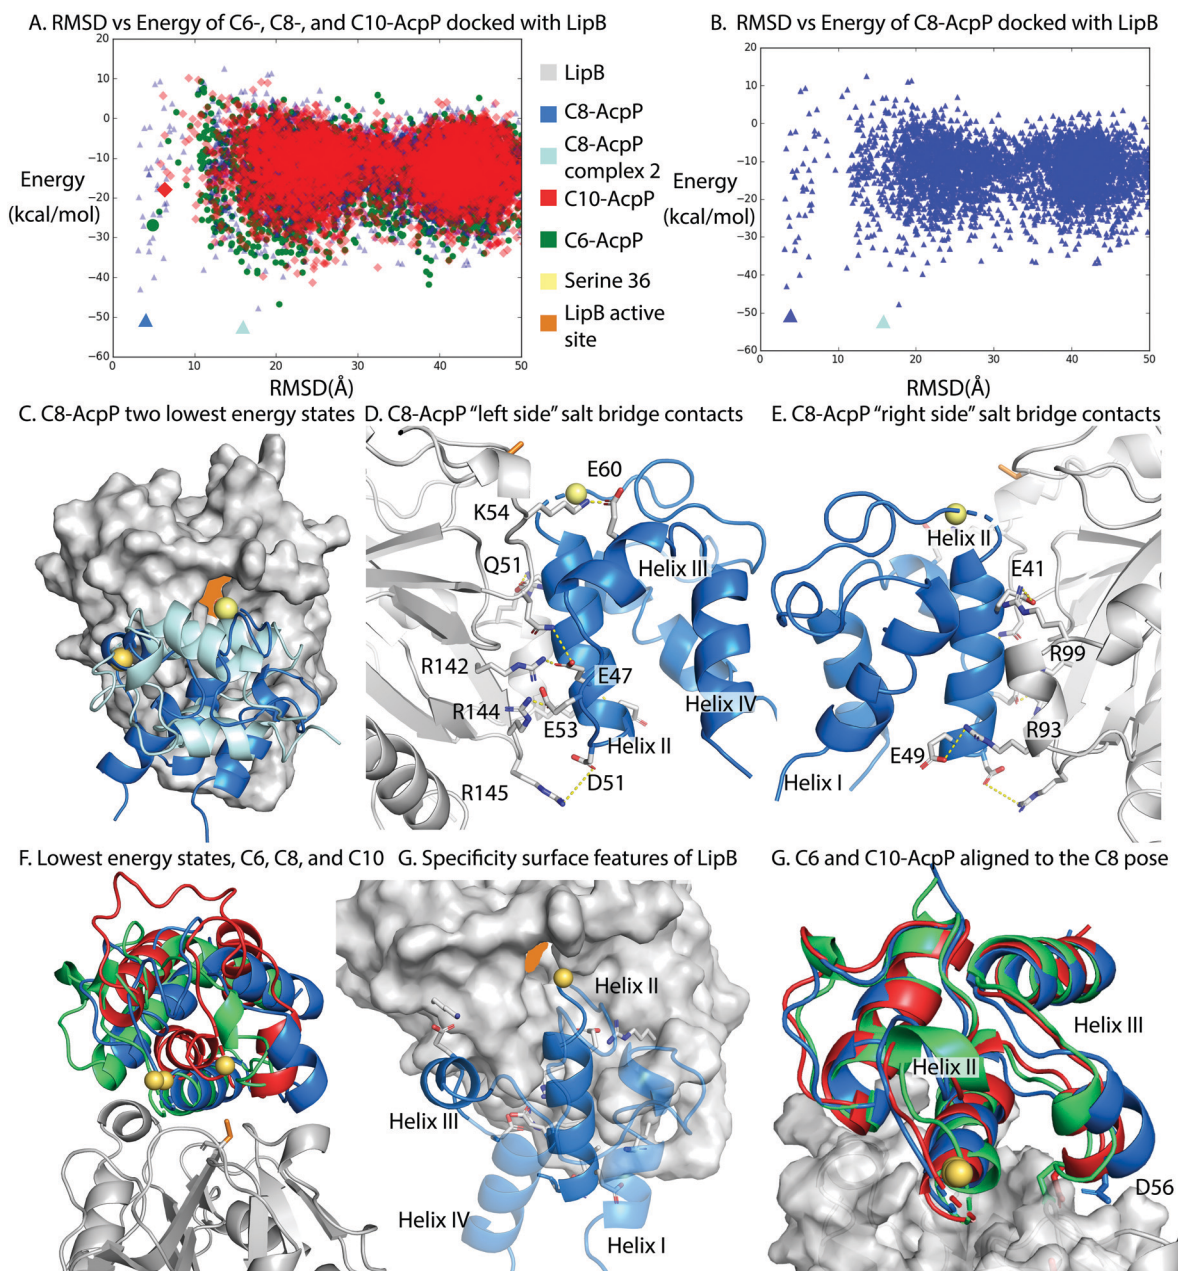 A. RMSD vs Energy of C6-, C8-, and C10-AcpP docked with LipB
20
10
0
−10
−20
−30
−40
−50
−60
Energy
(kcal/mol)
0
10
20
30
40
50
RMSD(Å)
LipB
C8-AcpP
C8-AcpP
complex 2
C10-AcpP
C6-AcpP
Serine 36
LipB active
site
B. RMSD vs Energy of C8-AcpP docked with LipB
20
10
0
−10
−20
−30
−40
−50
−60
Energy
(kcal/mol)
0
10
20
30
40
50
RMSD(Å)
C. C8-AcpP two lowest energy states
D. C8-AcpP “left side” salt bridge contacts
E60
K54
Helix III
Q51
R142
E47
R144
Helix IV
E53
Helix II
R145
D51
E. C8-AcpP “right side” salt bridge contacts
Helix II
E41
R99
R93
E49
Helix I
F. Lowest energy states, C6, C8, and C10
G. Specificity surface features of LipB
Helix II
Helix III
Helix IV
Helix I
G. C6 and C10-AcpP aligned to the C8 pose
Helix III
Helix II
D56